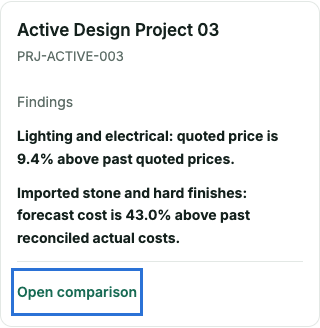 Active Design Project 03
PRJ-ACTIVE-003
Findings
Lighting and electrical: quoted price is
9.4% above past quoted prices.
Imported stone and hard finishes:
forecast cost is 43.0% above past
reconciled actual costs.
Open comparison